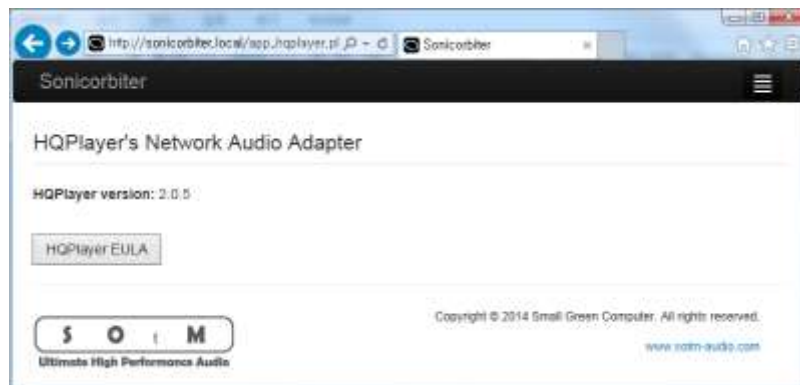 http://sonicorbiter.local/app_hqplayer.pl
Sonicorbiter
Sonicorbiter
HQPlayer's Network Audio Adapter
HQPlayer version: 2.0.5
HQPlayer EULA
S O t M
Ultimate High Performance Audio
Copyright © 2014 Small Green Computer. All rights reserved.
www.sotm-audio.com